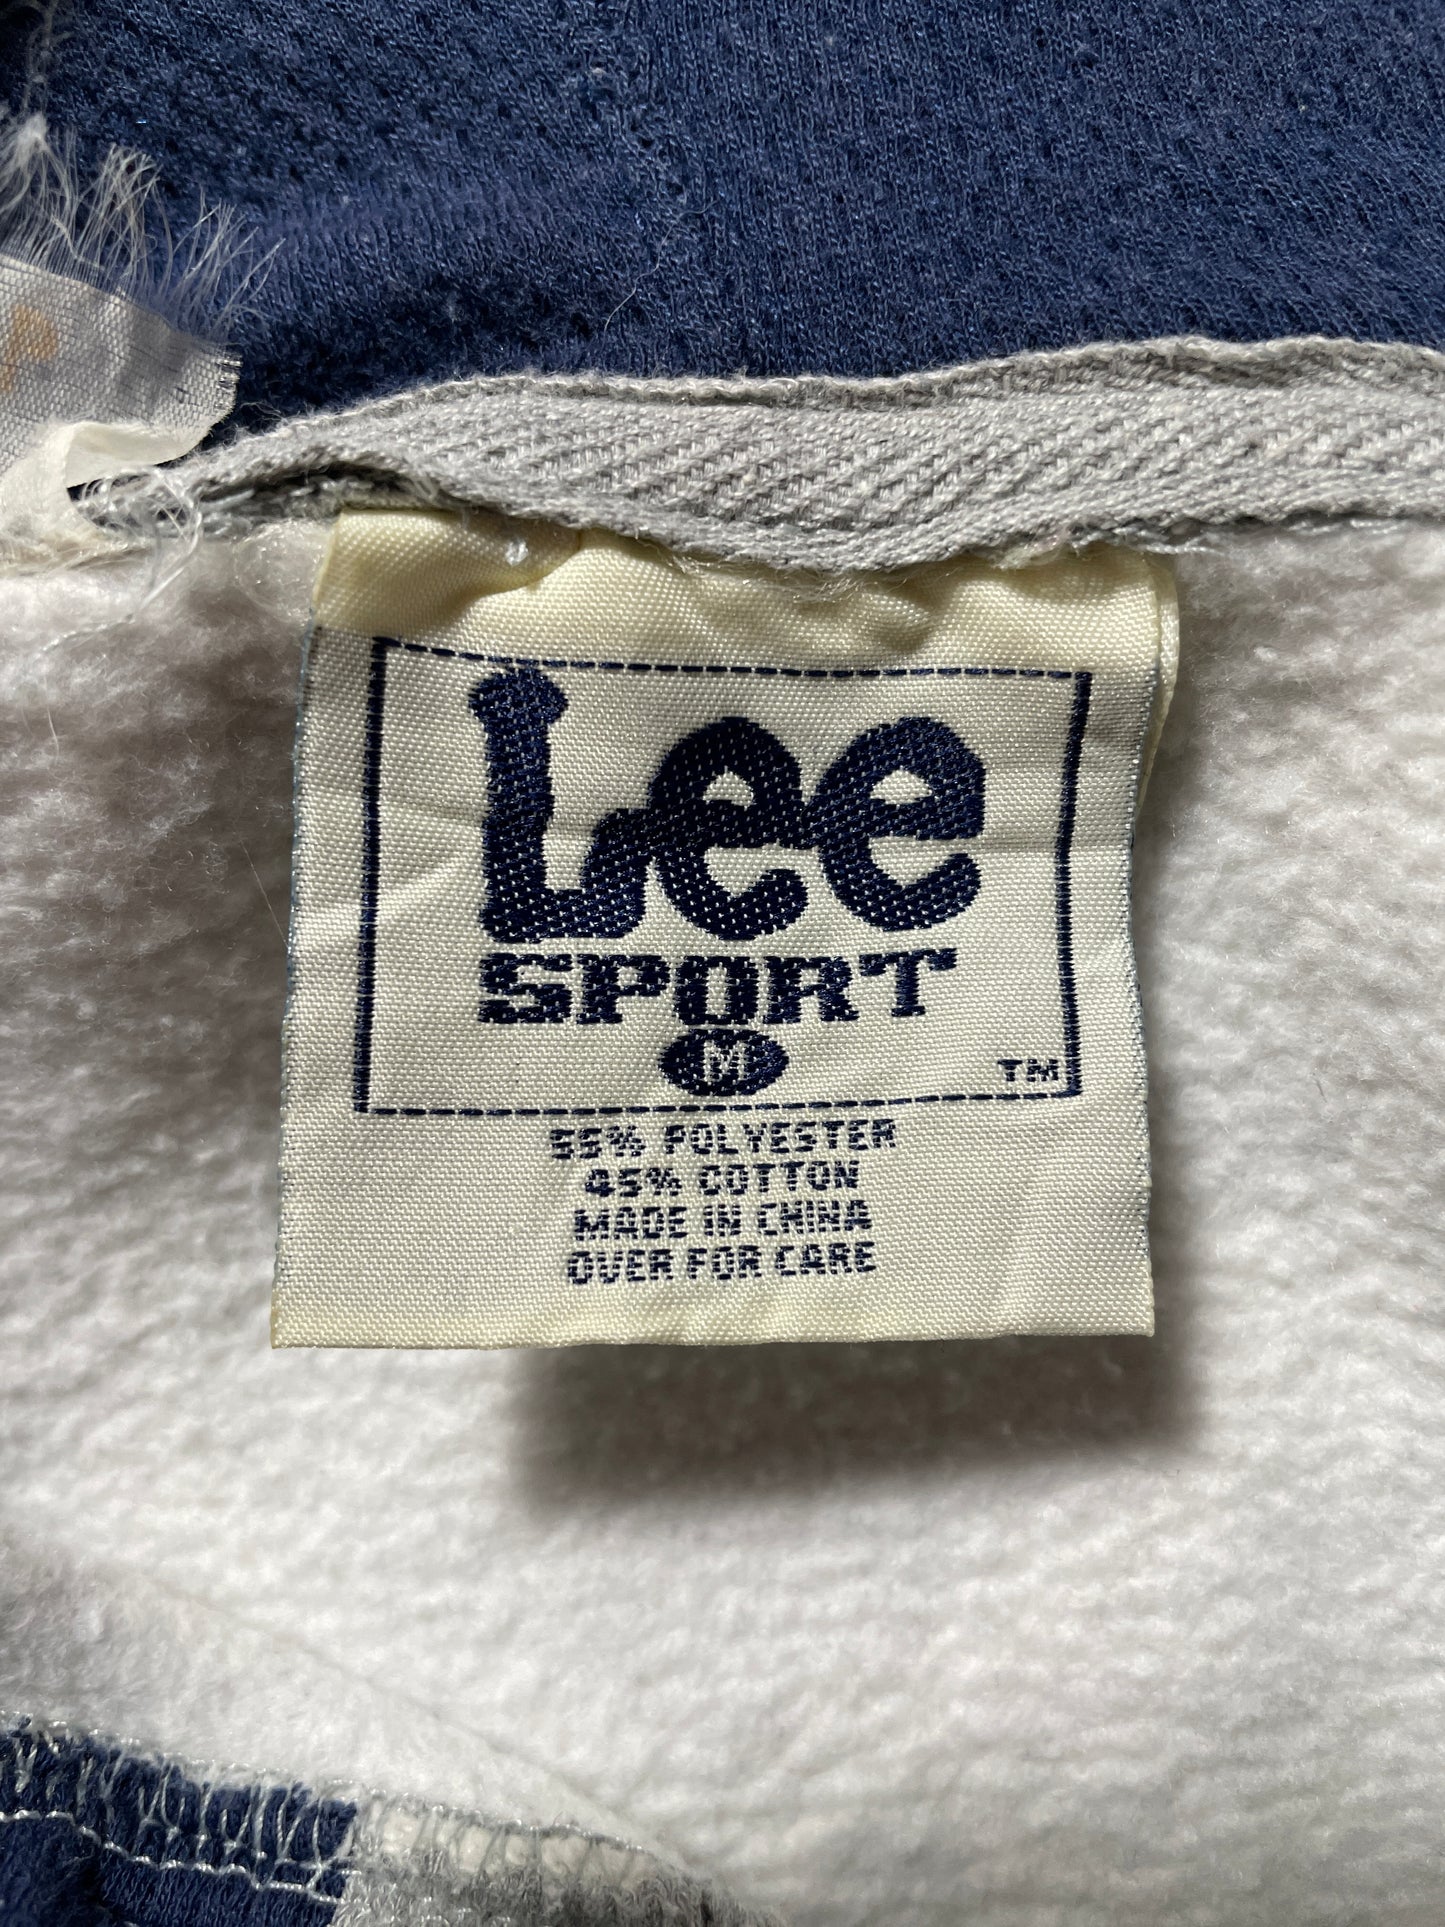 Lee
SPORT
M
TM
55% POLYESTER
45% COTTON
MADE IN CHINA
OVER FOR CARE